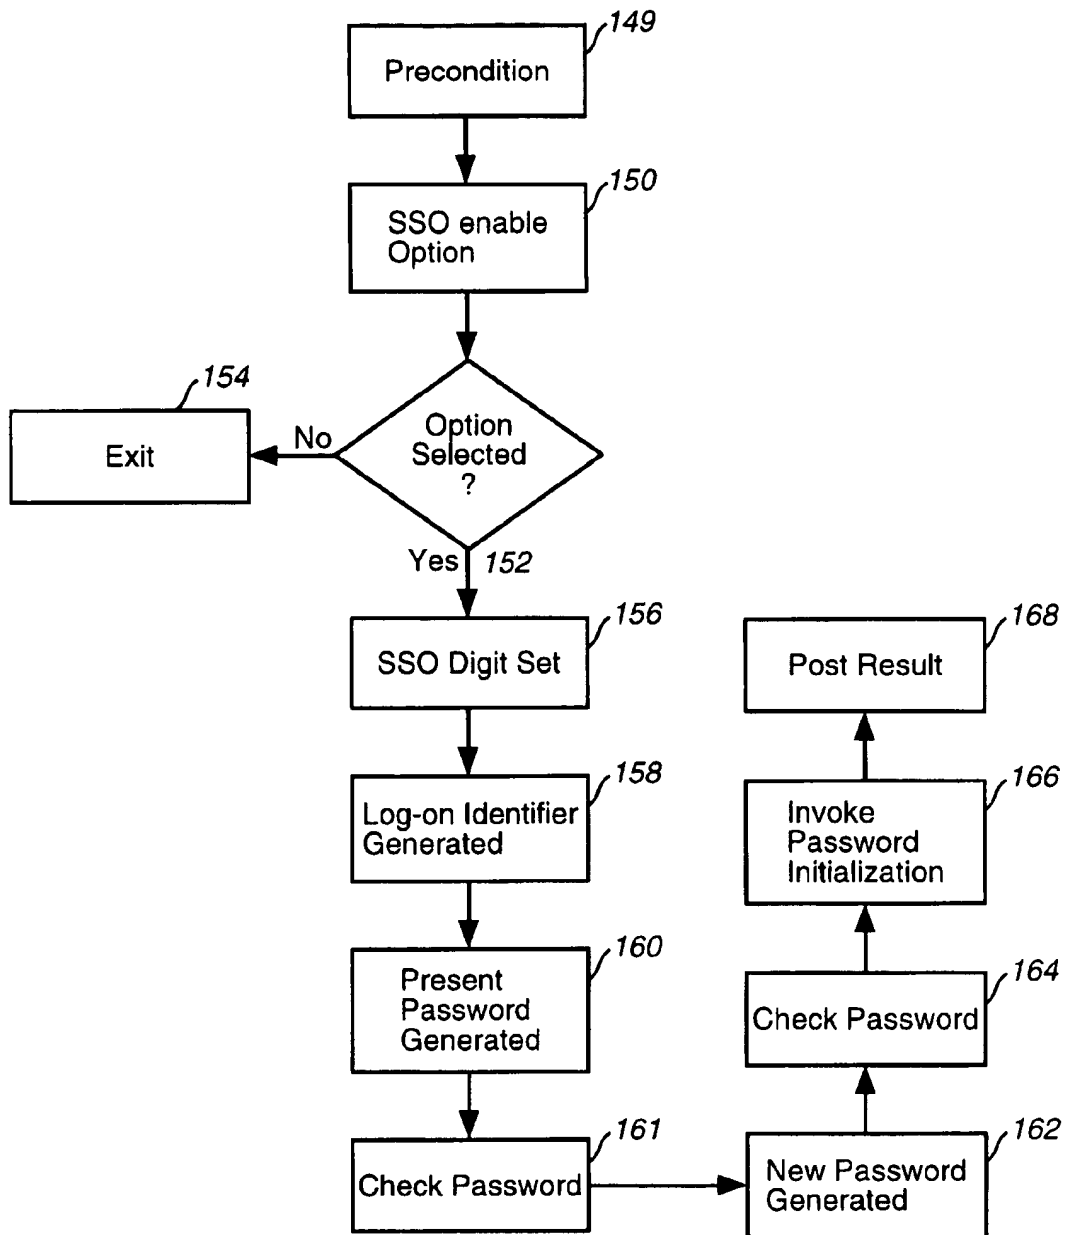 149
Precondition
150
SSO enable
Option
154
Exit
No
Option
Selected
?
Yes
152
156
SSO Digit Set
158
Log-on Identifier
Generated
160
Present
Password
Generated
161
Check Password
162
New Password
Generated
164
Check Password
166
Invoke
Password
Initialization
168
Post Result